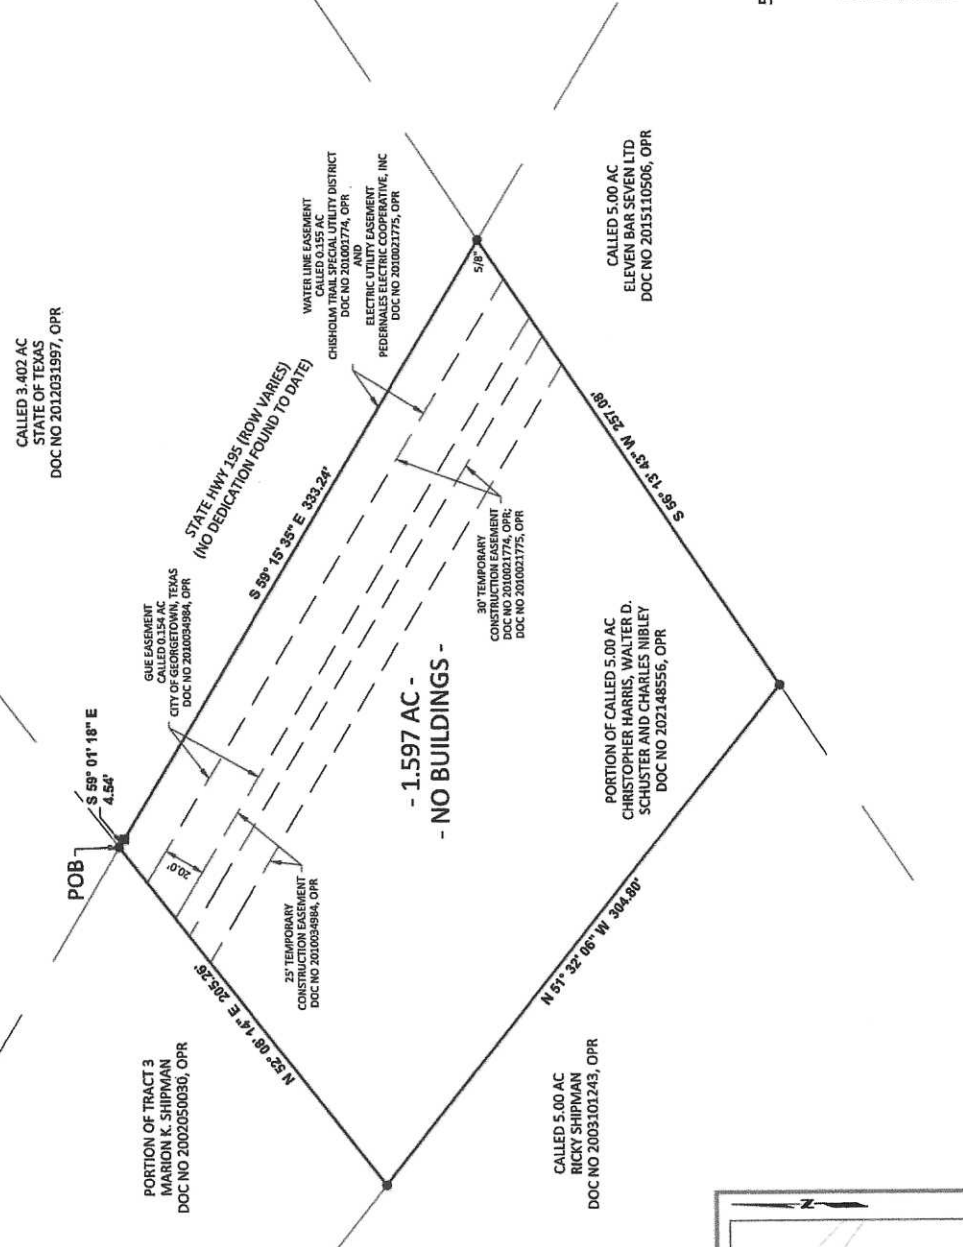 CALLED 3.402 AC
STATE OF TEXAS
DOC NO 2012031997, OPR
STATE HWY 195 (ROW VARIES)
(NO DEDICATION FOUND TO DATE)
WATER LINE EASEMENT
CALLED 0.155 AC
CHISHOLM TRAIL SPECIAL UTILITY DISTRICT
DOC NO 201001774, OPR
AND
ELECTRIC UTILITY EASEMENT
PEDERNALES ELECTRIC COOPERATIVE, INC
DOC NO 2010021775, OPR
GUE EASEMENT
CALLED 0.154 AC
CITY OF GEORGETOWN, TEXAS
DOC NO 2010034984, OPR
S 59° 15' 35" E 333.24'
S 59° 01' 18" E
4.54'
POB
20.0'
5/8"
CALLED 5.00 AC
ELEVEN BAR SEVEN LTD
DOC NO 2015110506, OPR
30' TEMPORARY
CONSTRUCTION EASEMENT
DOC NO 2010021774, OPR;
DOC NO 2010021775, OPR
S 56° 13' 43" W 257.08'
- 1.597 AC -
- NO BUILDINGS -
25' TEMPORARY
CONSTRUCTION EASEMENT
DOC NO 2010034984, OPR
N 52° 08' 14" E 205.26'
PORTION OF TRACT 3
MARION K. SHIPMAN
DOC NO 2002050030, OPR
PORTION OF CALLED 5.00 AC
CHRISTOPHER HARRIS, WALTER D.
SCHUSTER AND CHARLES NIBLEY
DOC NO 202148556, OPR
N 51° 32' 06" W 304.80'
CALLED 5.00 AC
RICKY SHIPMAN
DOC NO 2003101243, OPR
N